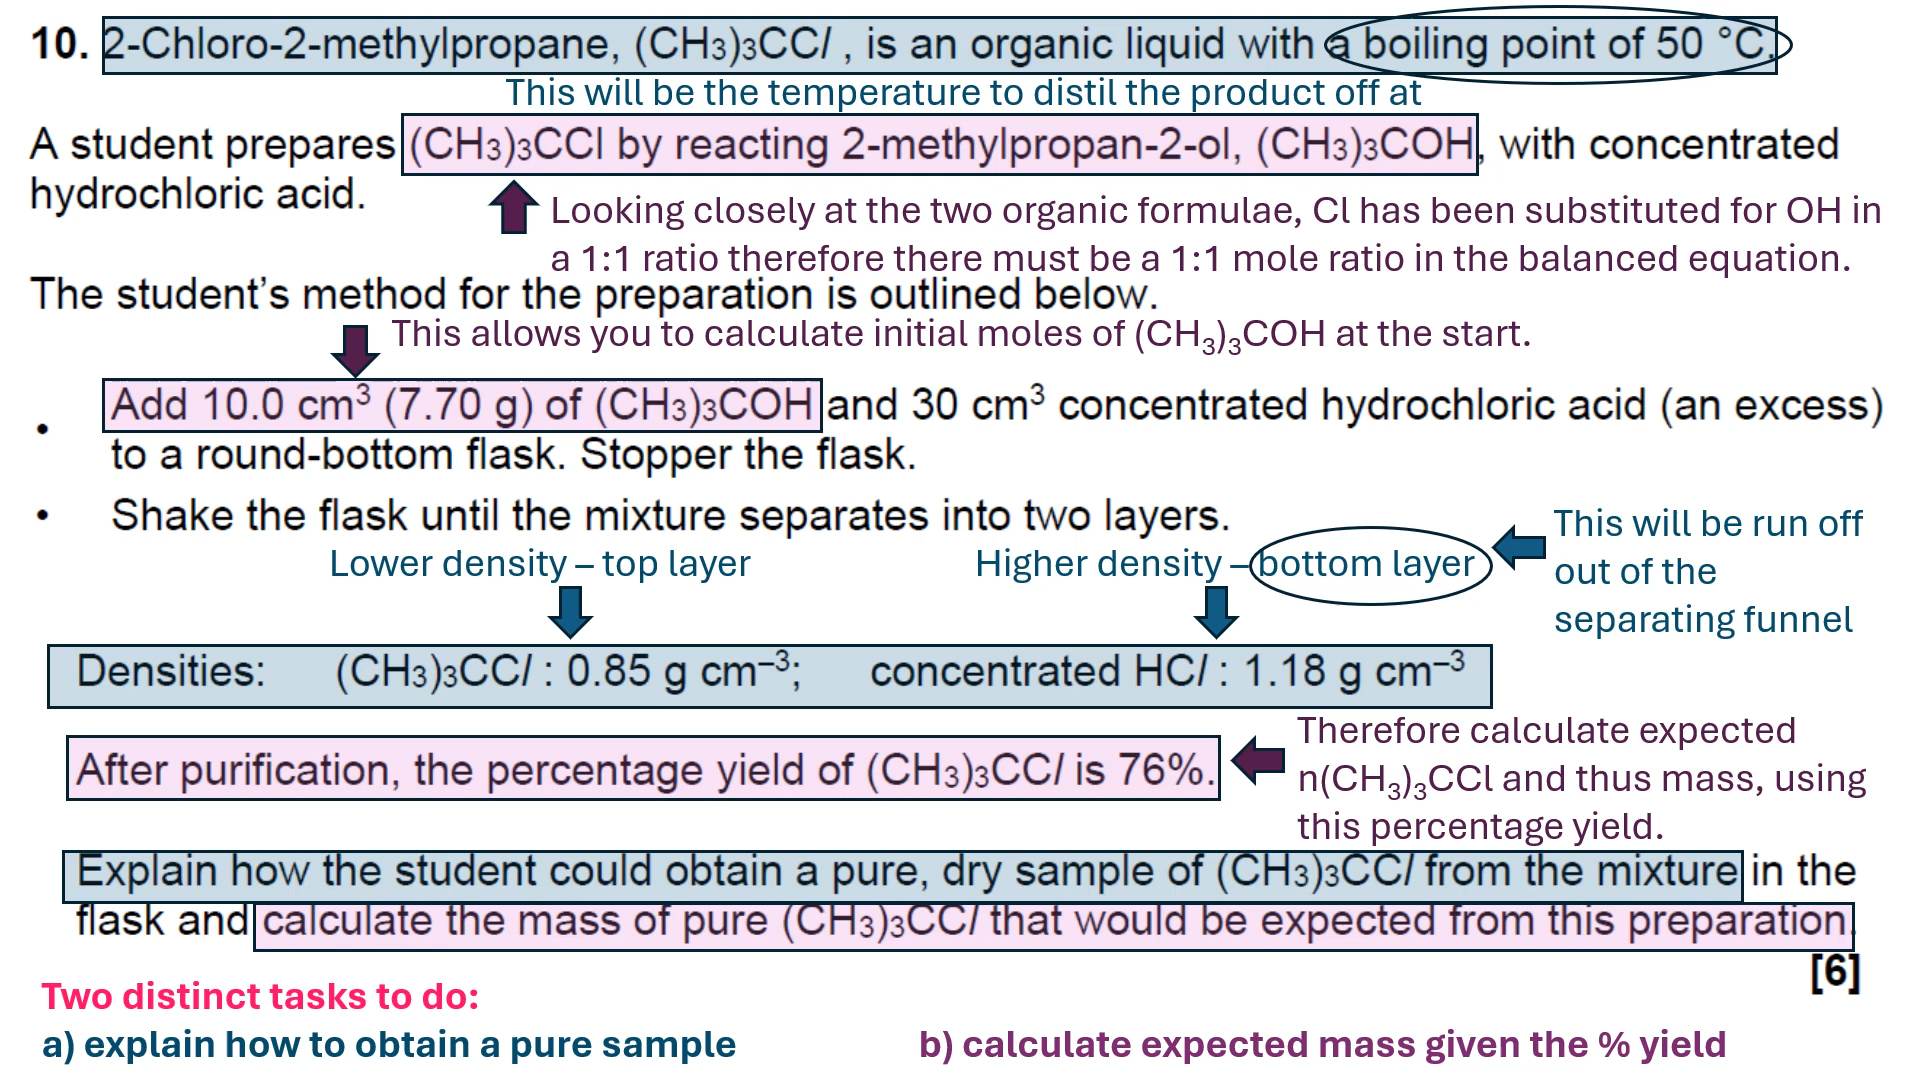 10. 2-Chloro-2-methylpropane, (CH₃)₃CCl , is an organic liquid with a boiling point of 50 °C.
This will be the temperature to distil the product off at
A student prepares (CH₃)₃CCl by reacting 2-methylpropan-2-ol, (CH₃)₃COH, with concentrated
hydrochloric acid.
Looking closely at the two organic formulae, Cl has been substituted for OH in
a 1:1 ratio therefore there must be a 1:1 mole ratio in the balanced equation.
The student's method for the preparation is outlined below.
This allows you to calculate initial moles of (CH₃)₃COH at the start.
• Add 10.0 cm³ (7.70 g) of (CH₃)₃COH and 30 cm³ concentrated hydrochloric acid (an excess)
to a round-bottom flask. Stopper the flask.
• Shake the flask until the mixture separates into two layers.
Lower density – top layer
Higher density – bottom layer
This will be run off
out of the
separating funnel
Densities: (CH₃)₃CCl : 0.85 g cm⁻³; concentrated HCl : 1.18 g cm⁻³
After purification, the percentage yield of (CH₃)₃CCl is 76%.
Therefore calculate expected
n(CH₃)₃CCl and thus mass, using
this percentage yield.
Explain how the student could obtain a pure, dry sample of (CH₃)₃CCl from the mixture in the
flask and calculate the mass of pure (CH₃)₃CCl that would be expected from this preparation.
[6]
Two distinct tasks to do:
a) explain how to obtain a pure sample
b) calculate expected mass given the % yield